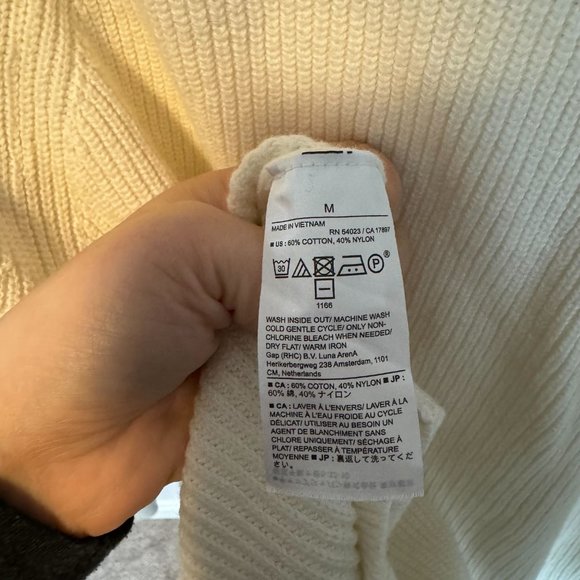 M
MADE IN VIETNAM
RN 54023 / CA 17897
■ US : 60% COTTON, 40% NYLON
30
P
®
1166
WASH INSIDE OUT/ MACHINE WASH
COLD GENTLE CYCLE/ ONLY NON-
CHLORINE BLEACH WHEN NEEDED/
DRY FLAT/ WARM IRON
Gap (RHC) B.V. Luna ArenA
Herikerbergweg 238 Amsterdam, 1101
CM, Netherlands
■ CA : 60% COTTON, 40% NYLON ■ JP :
60% 綿, 40% ナイロン
■ CA : LAVER À L'ENVERS/ LAVER À LA
MACHINE À L'EAU FROIDE AU CYCLE
DÉLICAT/ UTILISER AU BESOIN UN
AGENT DE BLANCHIMENT SANS
CHLORE UNIQUEMENT/ SÉCHAGE À
PLAT/ REPASSER À TEMPÉRATURE
MOYENNE ■ JP : 裏返して洗ってくだ